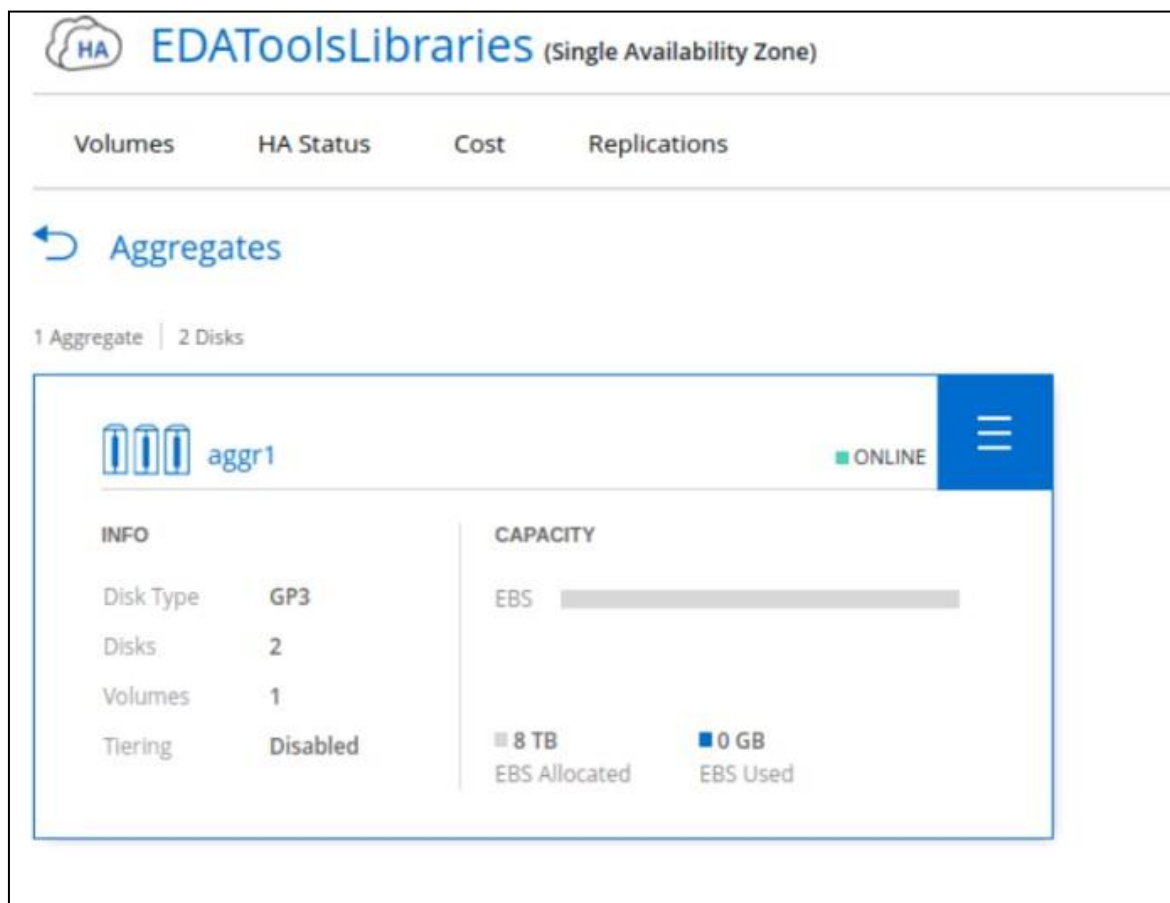 HA EDAToolsLibraries (Single Availability Zone)
Volumes HA Status Cost Replications
Aggregates
1 Aggregate 2 Disks
aggr1 ONLINE
INFO CAPACITY
Disk Type GP3 EBS
Disks 2
Volumes 1
Tiering Disabled 8 TB 0 GB
EBS Allocated EBS Used